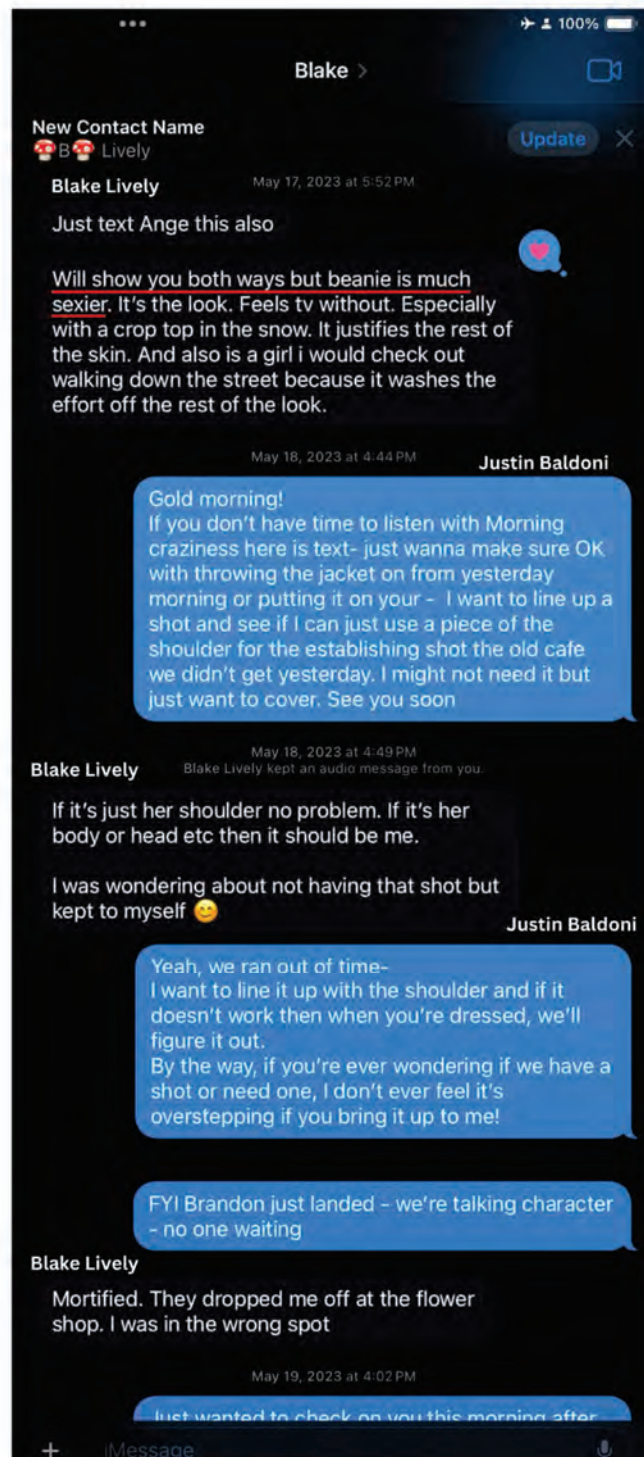 100%
Blake >
New Contact Name
🍄B🍄 Lively
Update
Blake Lively
May 17, 2023 at 5:52 PM
Just text Ange this also
Will show you both ways but beanie is much
sexier. It's the look. Feels tv without. Especially
with a crop top in the snow. It justifies the rest of
the skin. And also is a girl i would check out
walking down the street because it washes the
effort off the rest of the look.
May 18, 2023 at 4:44 PM
Justin Baldoni
Gold morning!
If you don't have time to listen with Morning
craziness here is text- just wanna make sure OK
with throwing the jacket on from yesterday
morning or putting it on your - I want to line up a
shot and see if I can just use a piece of the
shoulder for the establishing shot the old cafe
we didn't get yesterday. I might not need it but
just want to cover. See you soon
May 18, 2023 at 4:49 PM
Blake Lively
Blake Lively kept an audio message from you.
If it's just her shoulder no problem. If it's her
body or head etc then it should be me.
I was wondering about not having that shot but
kept to myself 😊
Justin Baldoni
Yeah, we ran out of time-
I want to line it up with the shoulder and if it
doesn't work then when you're dressed, we'll
figure it out.
By the way, if you're ever wondering if we have a
shot or need one, I don't ever feel it's
overstepping if you bring it up to me!
FYI Brandon just landed - we're talking character
- no one waiting
Blake Lively
Mortified. They dropped me off at the flower
shop. I was in the wrong spot
May 19, 2023 at 4:02 PM
Just wanted to check on you this morning after
iMessage